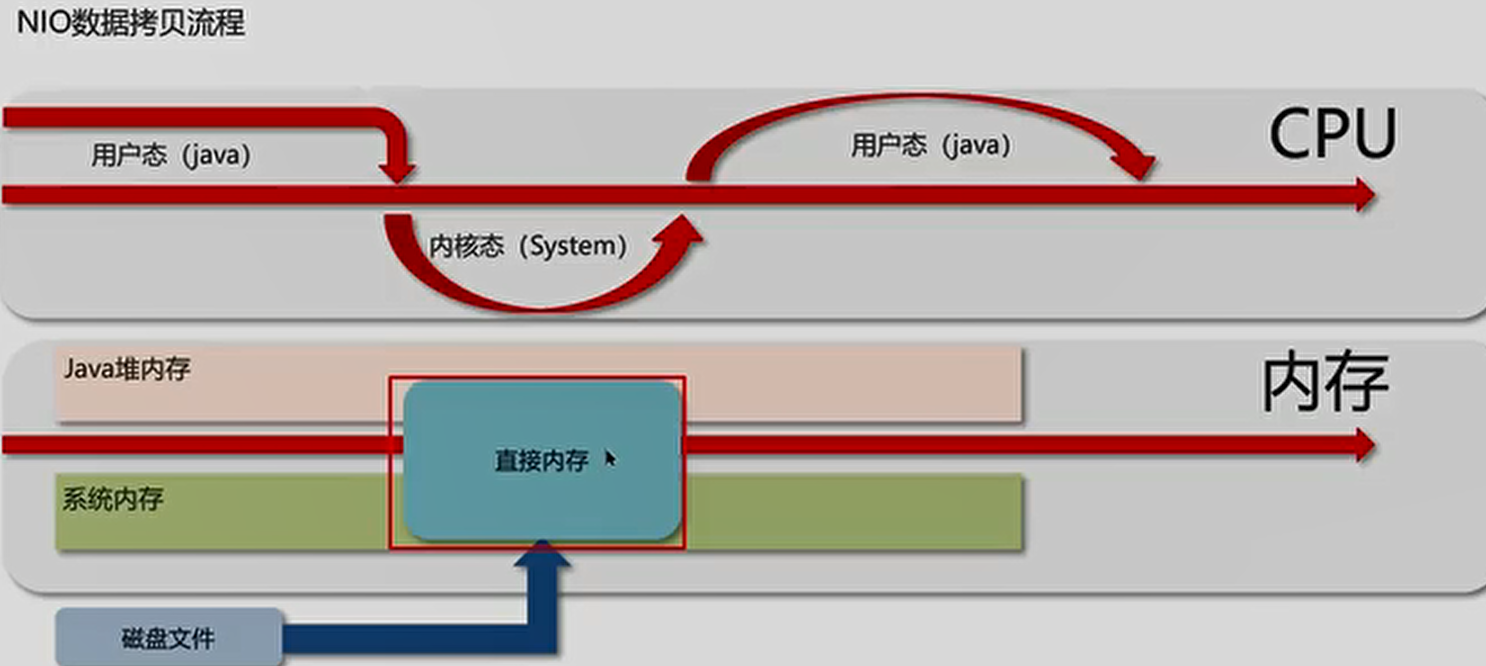 NIO数据拷贝流程
CPU
用户态（java）
用户态（java）
内核态（System）
Java堆内存
内存
直接内存
系统内存
磁盘文件